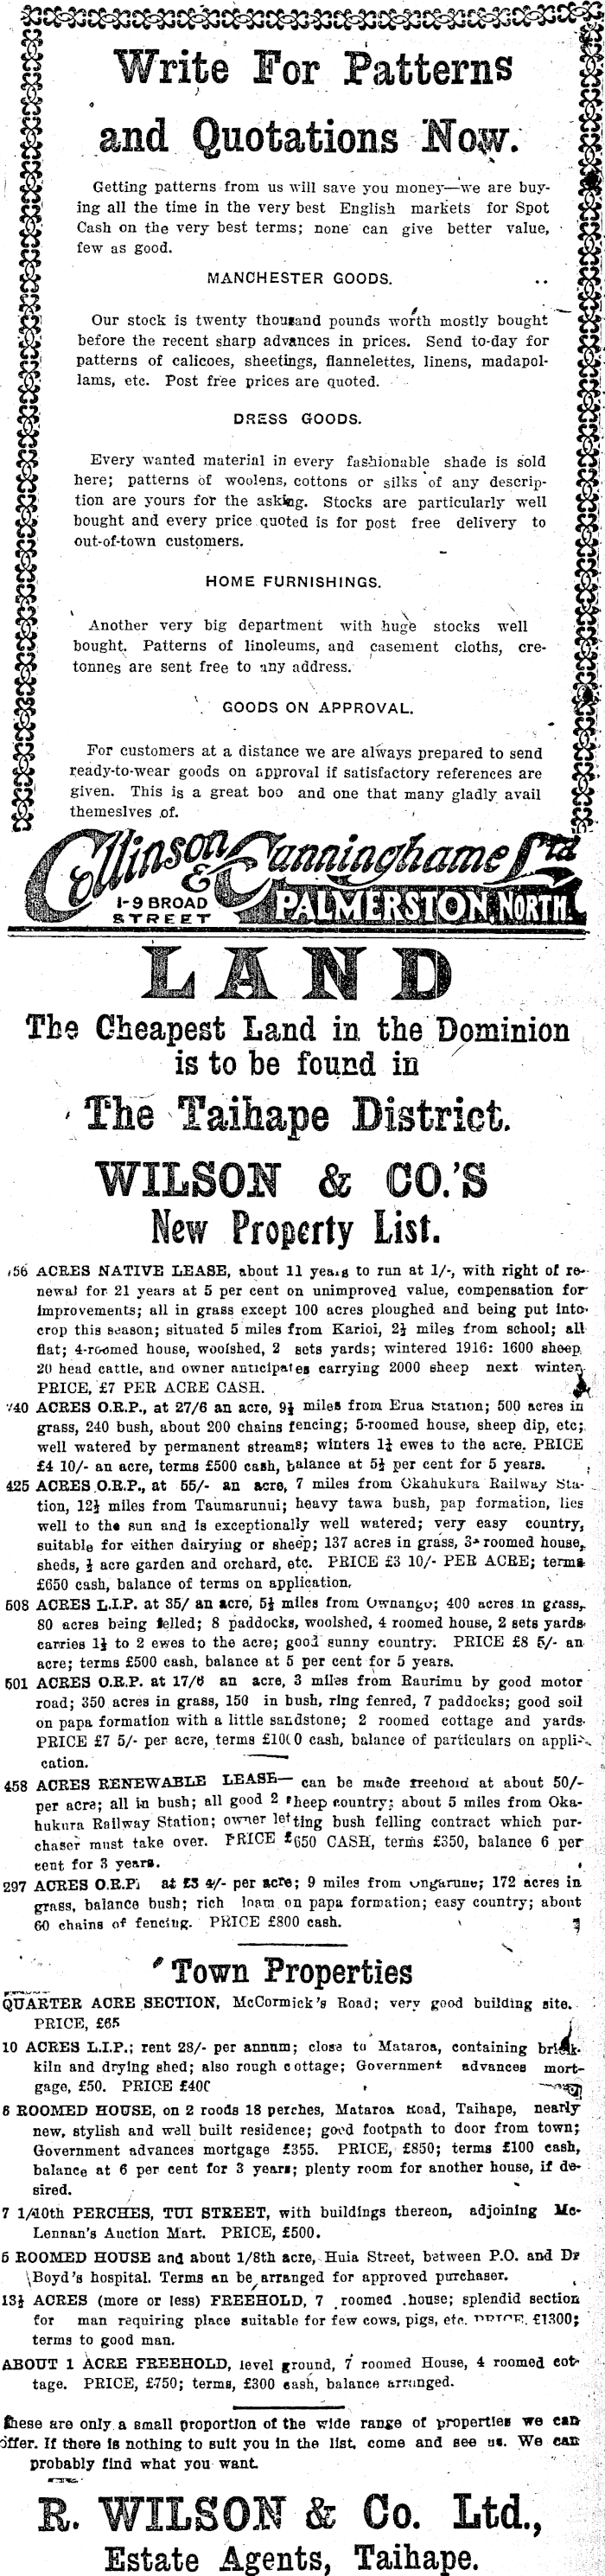 Write For Patterns
and Quotations Now.
Getting patterns from us will save you money—we are buy-
ing all the time in the very best English markets for Spot
Cash on the very best terms; none can give better value,
few as good.
MANCHESTER GOODS.
Our stock is twenty thousand pounds worth mostly bought
before the recent sharp advances in prices. Send to-day for
patterns of calicoes, sheetings, flannelettes, linens, madapol-
lams, etc. Post free prices are quoted.
DRESS GOODS.
Every wanted material in every fashionable shade is sold
here; patterns of woolens, cottons or silks of any descrip-
tion are yours for the asking. Stocks are particularly well
bought and every price quoted is for post free delivery to
out-of-town customers.
HOME FURNISHINGS.
Another very big department with huge stocks well
bought. Patterns of linoleums, and casement cloths, cre-
tonnes are sent free to any address.
GOODS ON APPROVAL.
For customers at a distance we are always prepared to send
ready-to-wear goods on approval if satisfactory references are
given. This is a great boo and one that many gladly avail
themeslves of.
Collinson & Cunninghame Ltd
1-9 BROAD
STREET
PALMERSTON NORTH.
LAND
The Cheapest Land in the Dominion
is to be found in
The Taihape District.
WILSON & CO.'S
New Property List.
56 ACRES NATIVE LEASE, about 11 years to run at 1/-, with right of re-
newal for 21 years at 5 per cent on unimproved value, compensation for
improvements; all in grass except 100 acres ploughed and being put into
crop this season; situated 5 miles from Karioi, 2½ miles from school; all
flat; 4-roomed house, woolshed, 2 sets yards; wintered 1916: 1600 sheep,
20 head cattle, and owner anticipates carrying 2000 sheep next winter.
PRICE, £7 PER ACRE CASH.
740 ACRES O.R.P., at 27/6 an acre, 9½ miles from Erua Station; 500 acres in
grass, 240 bush, about 200 chains fencing; 5-roomed house, sheep dip, etc;
well watered by permanent streams; winters 1¼ ewes to the acre. PRICE
£4 10/- an acre, terms £500 cash, balance at 5½ per cent for 5 years.
425 ACRES O.R.P., at 55/- an acre, 7 miles from Okahukura Railway Sta-
tion, 12½ miles from Taumarunui; heavy tawa bush, pap formation, lies
well to the sun and is exceptionally well watered; very easy country,
suitable for either dairying or sheep; 137 acres in grass, 3-roomed house,
sheds, ½ acre garden and orchard, etc. PRICE £3 10/- PER ACRE; terms
£650 cash, balance of terms on application,
508 ACRES L.I.P. at 35/ an acre, 5½ miles from Owhango; 400 acres in grass,
80 acres being felled; 8 paddocks, woolshed, 4 roomed house, 2 sets yards
carries 1½ to 2 ewes to the acre; good sunny country. PRICE £8 5/- an
acre; terms £500 cash, balance at 5 per cent for 5 years.
501 ACRES O.R.P. at 17/6 an acre, 3 miles from Raurimu by good motor
road; 350 acres in grass, 150 in bush, ring fenred, 7 paddocks; good soil
on papa formation with a little sandstone; 2 roomed cottage and yards.
PRICE £7 5/- per acre, terms £1000 cash, balance of particulars on appli-
cation.
458 ACRES RENEWABLE LEASE— can be made freehold at about 50/-
per acre; all in bush; all good 2 sheep country; about 5 miles from Oka-
hukura Railway Station; owner letting bush felling contract which pur-
chaser must take over. PRICE £650 CASH, terms £350, balance 6 per
cent for 3 years.
297 ACRES O.R.P. at £3 4/- per acre; 9 miles from Ongarune; 172 acres in
grass, balance bush; rich loam on papa formation; easy country; about
60 chains of fencing. PRICE £800 cash.
Town Properties
QUARTER ACRE SECTION, McCormick's Road; very good building site.
PRICE, £65
10 ACRES L.I.P.; rent 28/- per annum; close to Mataroa, containing brick-
kiln and drying shed; also rough cottage; Government advances mort-
gage, £50. PRICE £400
6 ROOMED HOUSE, on 2 roods 18 perches, Mataroa Road, Taihape, nearly
new, stylish and well built residence; good footpath to door from town;
Government advances mortgage £355. PRICE, £850; terms £100 cash,
balance at 6 per cent for 3 years; plenty room for another house, if de-
sired.
7 1/10th PERCHES, TUI STREET, with buildings thereon, adjoining Mc-
Lennan's Auction Mart. PRICE, £500.
5 ROOMED HOUSE and about 1/8th acre, Huia Street, between P.O. and Dr
Boyd's hospital. Terms an be arranged for approved purchaser.
13½ ACRES (more or less) FREEHOLD, 7 roomed house; splendid section
for man requiring place suitable for few cows, pigs, etc. PRICE, £1300;
terms to good man.
ABOUT 1 ACRE FREEHOLD, level ground, 7 roomed House, 4 roomed cot-
tage. PRICE, £750; terms, £300 cash, balance arranged.
These are only a small proportion of the wide range of properties we can
offer. If there is nothing to suit you in the list, come and see us. We can
probably find what you want.
R. WILSON & Co. Ltd.,
Estate Agents, Taihape.